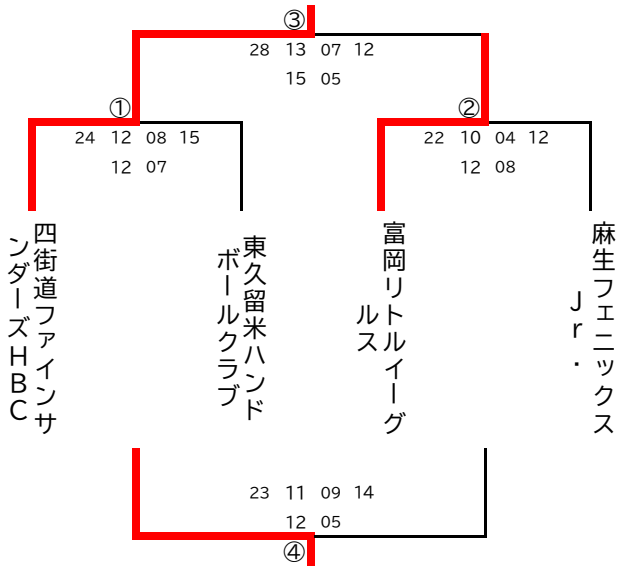 ③
28 13 07 12
15 05
① ②
24 12 08 15
12 07
22 10 04 12
12 08
四街道ファインサ
ンダーズHBC
東久留米ハンド
ボールクラブ
富岡リトルイーグ
ルス
麻生フェニックス
Jr.
23 11 09 14
12 05
④